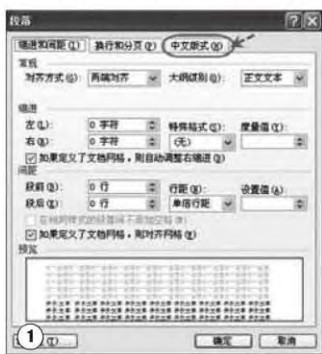 段落
缩进和间距(I) 换行和分页(P) 中文版式(H)
常规
对齐方式(G): 两端对齐 大纲级别(O): 正文文本
缩进
左(L): 0 字符 特殊格式(S): 度量值(Y):
右(R): 0 字符 (无)
如果定义了文档网格，则自动调整右缩进(D)
间距
段前(B): 0 行 行距(N): 设置值(A):
段后(E): 0 行 单倍行距
如果定义了文档网格，则对齐网格(W)
预览
1 确定 取消